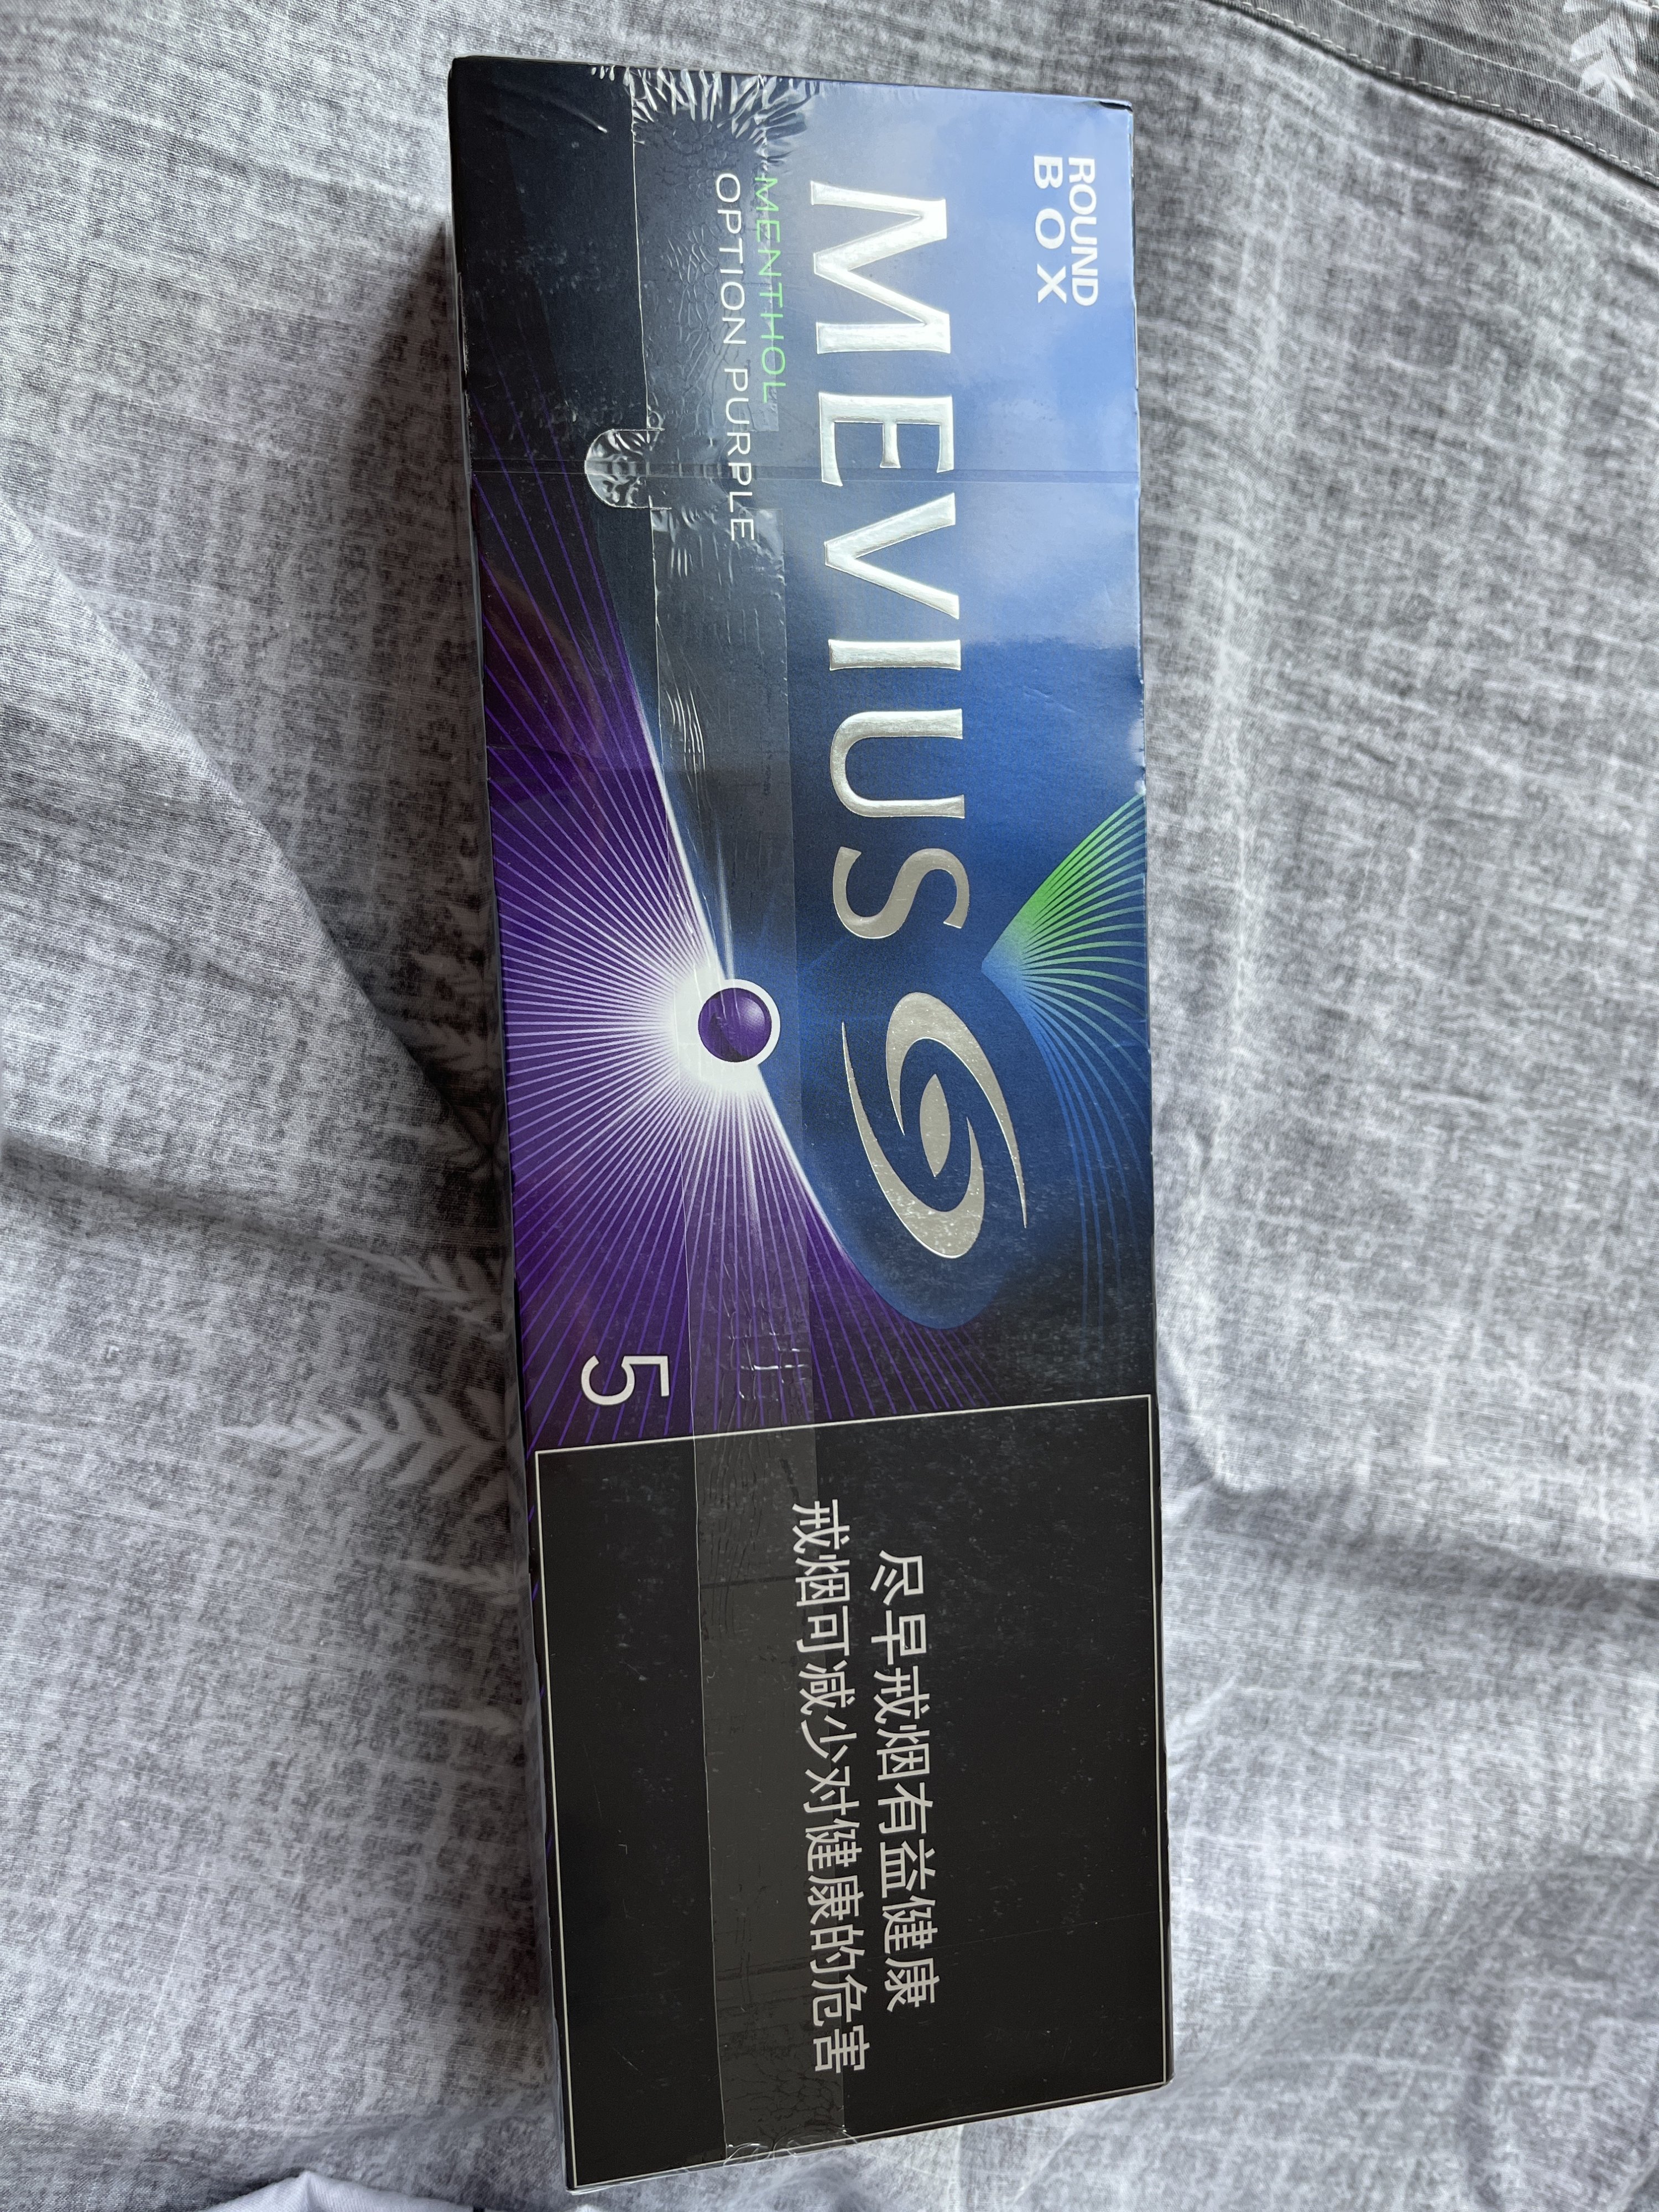 ROUND
BOX
MEVIUS
MENTHOL
OPTION PURPLE
5
尽早戒烟有益健康
戒烟可减少对健康的危害